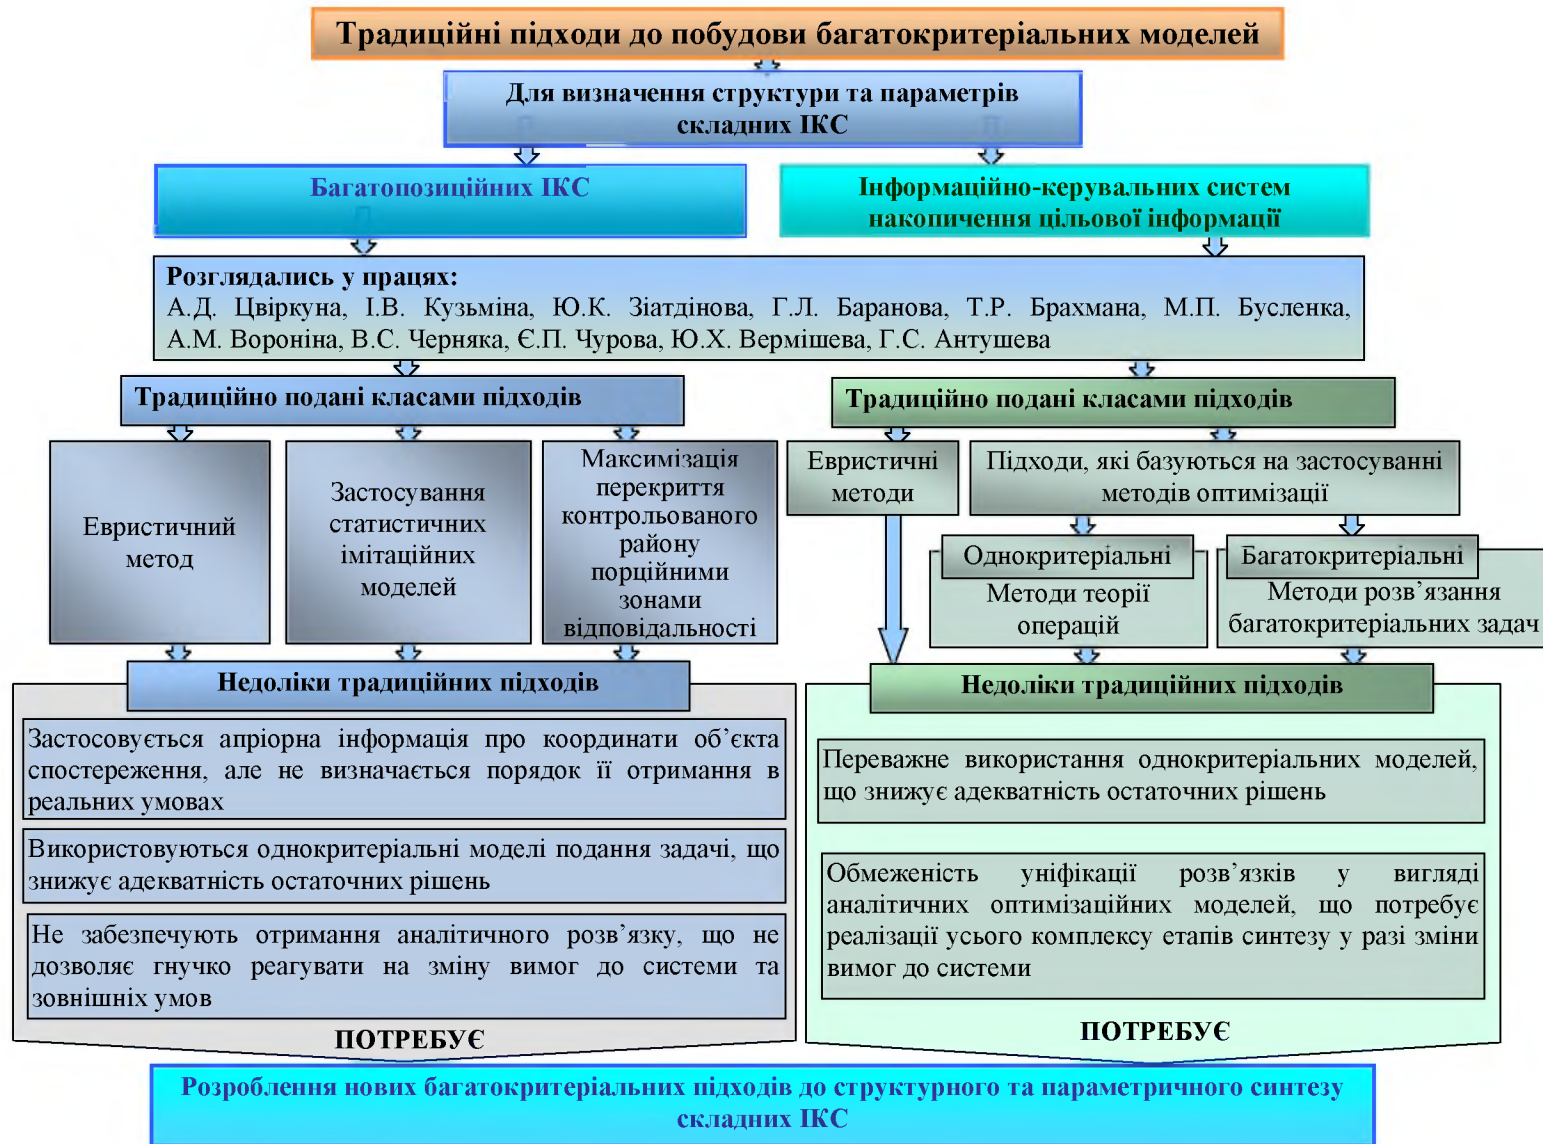 Традиційні підходи до побудови багатокритеріальних моделей
Для визначення структури та параметрів
складних ІКС
Багатопозиційних ІКС
Інформаційно-керувальних систем
накопичення цільової інформації
Розглядались у працях:
А.Д. Цвіркуна, І.В. Кузьміна, Ю.К. Зіатдінова, Г.Л. Баранова, Т.Р. Брахмана, М.П. Бусленка,
А.М. Вороніна, В.С. Черняка, Є.П. Чурова, Ю.Х. Вермішева, Г.С. Антушева
Традиційно подані класами підходів
Евристичний
метод
Застосування
статистичних
імітаційних
моделей
Максимізація
перекриття
контрольованого
району
порційними
зонами
відповідальності
Недоліки традиційних підходів
Застосовується апріорна інформація про координати об’єкта
спостереження, але не визначається порядок її отримання в
реальних умовах
Використовуються однокритеріальні моделі подання задачі, що
знижує адекватність остаточних рішень
Не забезпечують отримання аналітичного розв’язку, що не
дозволяє гнучко реагувати на зміну вимог до системи та
зовнішніх умов
ПОТРЕБУЄ
Традиційно подані класами підходів
Евристичні
методи
Підходи, які базуються на застосуванні
методів оптимізації
Однокритеріальні
Методи теорії
операцій
Багатокритеріальні
Методи розв’язання
багатокритеріальних задач
Недоліки традиційних підходів
Переважне використання однокритеріальних моделей,
що знижує адекватність остаточних рішень
Обмеженість уніфікації розв’язків у вигляді
аналітичних оптимізаційних моделей, що потребує
реалізації усього комплексу етапів синтезу у разі зміни
вимог до системи
ПОТРЕБУЄ
Розроблення нових багатокритеріальних підходів до структурного та параметричного синтезу
складних ІКС